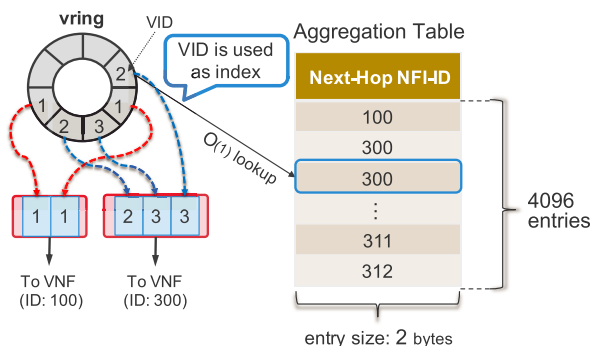 vring
VID
VID is used
as index
2
1
1
2
3
O(1) lookup
1 1
2 3 3
To VNF
(ID: 100)
To VNF
(ID: 300)
Aggregation Table
Next-Hop NFI-ID
100
300
300
⋮
311
312
4096
entries
entry size: 2 bytes